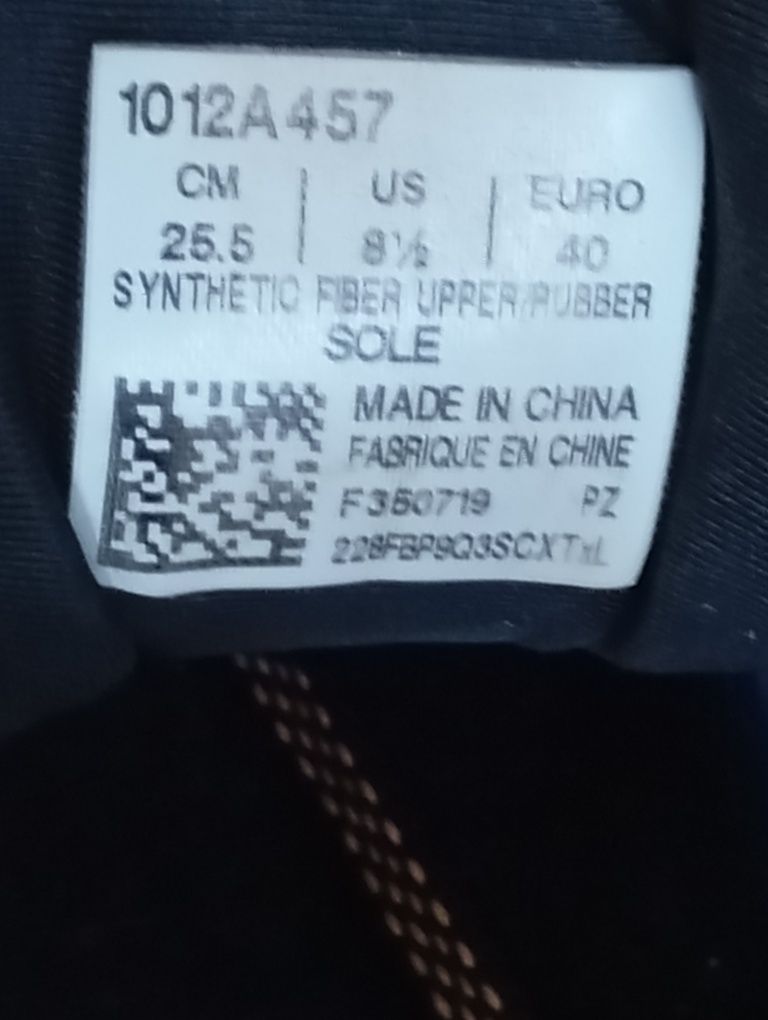 1012A457
CM | US | EURO
25.5 | 8½ | 40
SYNTHETIC FIBER UPPER/RUBBER
SOLE
MADE IN CHINA
FABRIQUE EN CHINE
F350719 PZ